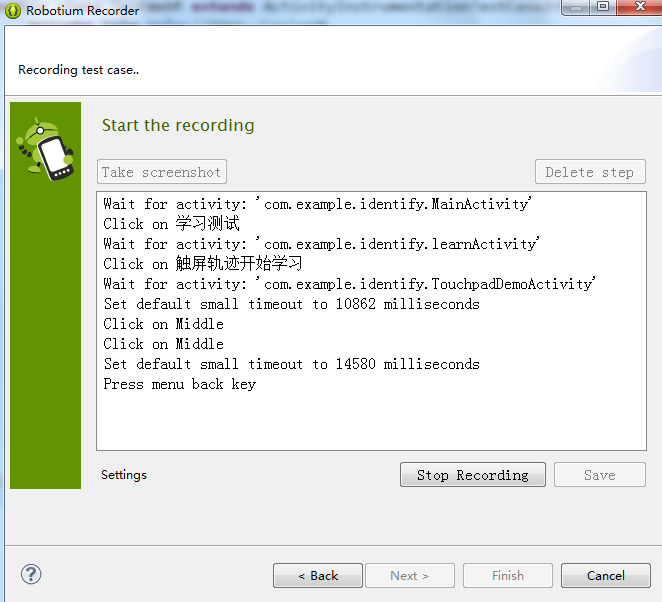 Robotium Recorder
Recording test case..
Start the recording
Take screenshot
Delete step
Wait for activity: 'com.example.identify.MainActivity'
Click on 学习测试
Wait for activity: 'com.example.identify.learnActivity'
Click on 触屏轨迹开始学习
Wait for activity: 'com.example.identify.TouchpadDemoActivity'
Set default small timeout to 10862 milliseconds
Click on Middle
Click on Middle
Set default small timeout to 14580 milliseconds
Press menu back key
Settings
Stop Recording
Save
?
< Back
Next >
Finish
Cancel